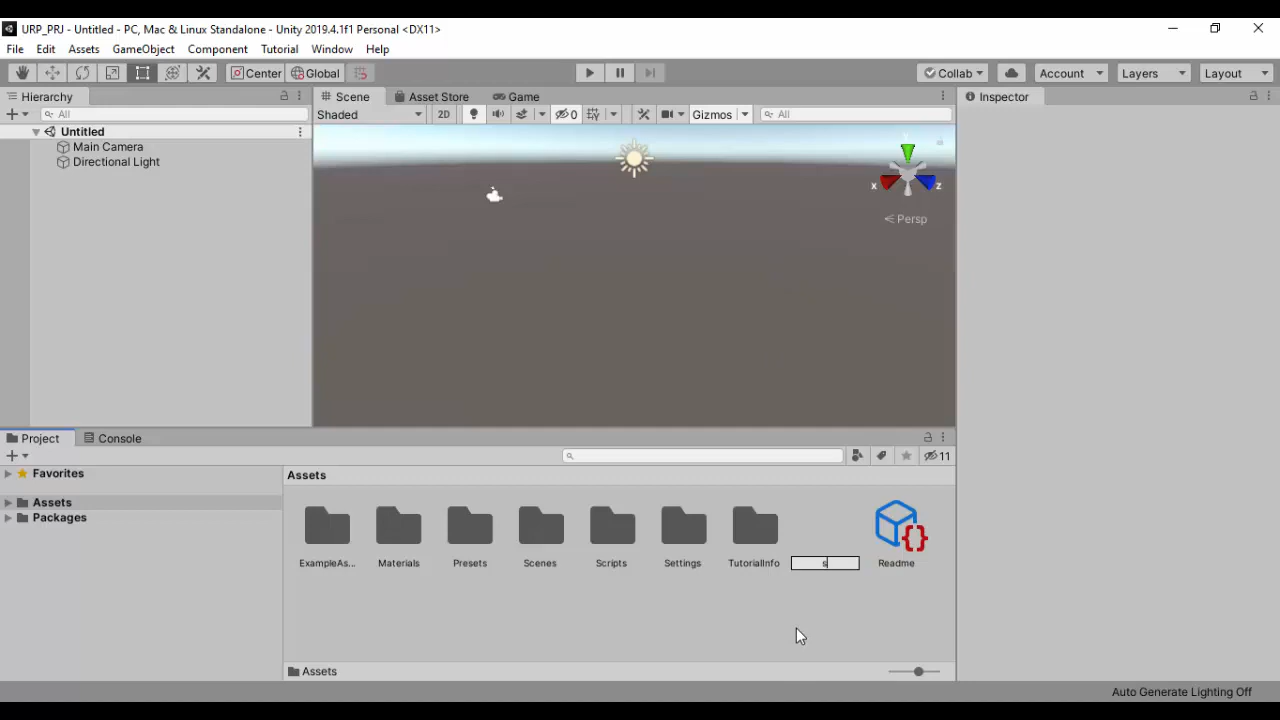 URP_PRJ - Untitled - PC, Mac & Linux Standalone - Unity 2019.4.1f1 Personal <DX11>
File Edit Assets GameObject Component Tutorial Window Help
Center Global Collab Account Layers Layout
Hierarchy Scene Asset Store Game Inspector
All Shaded 2D 0 Gizmos All
Untitled
Main Camera
Directional Light
x z
Persp
Project Console
11
Favorites
Assets
Assets
Packages
ExampleAs... Materials Presets Scenes Scripts Settings TutorialInfo s Readme
Assets
Auto Generate Lighting Off